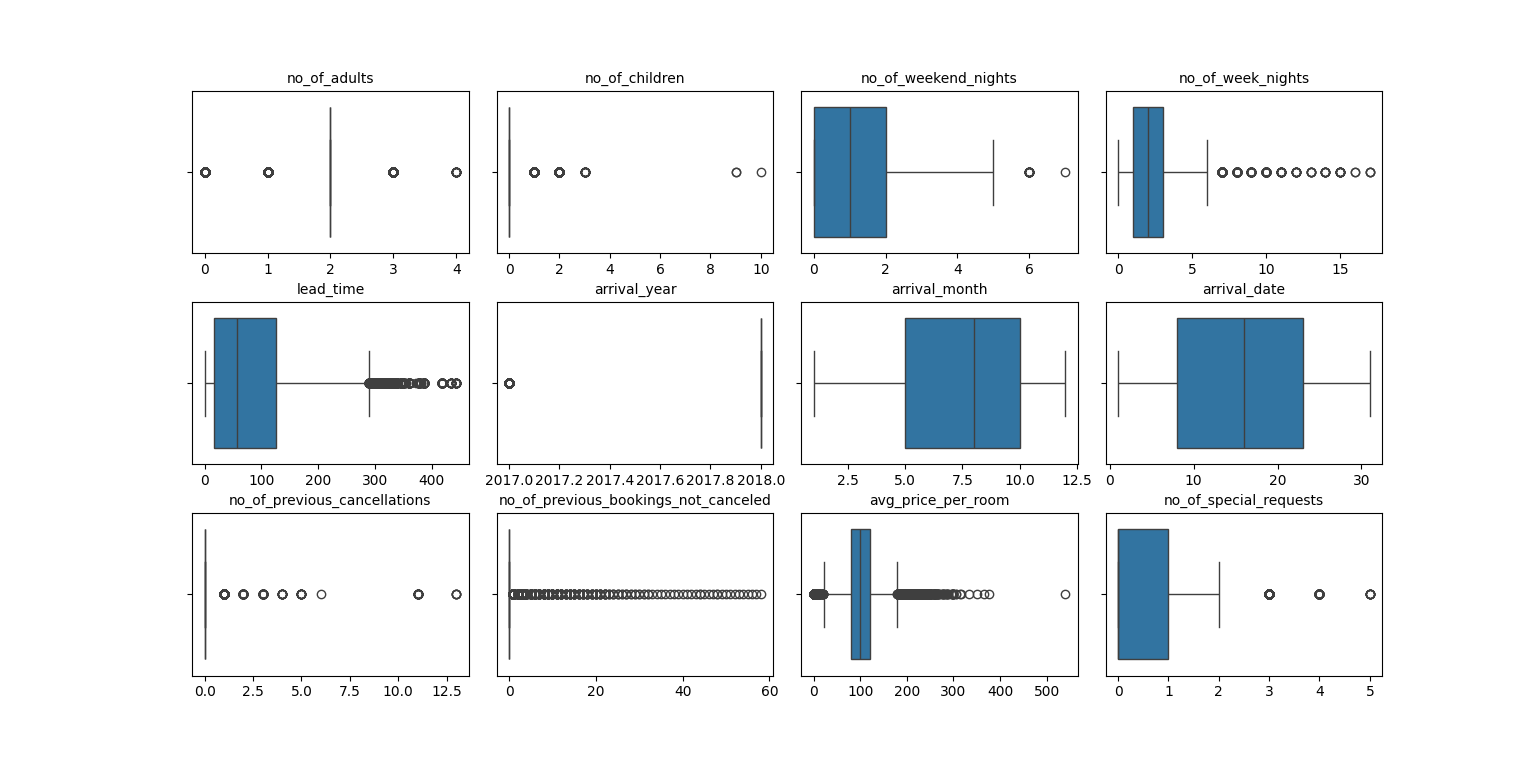 no_of_adults no_of_children no_of_weekend_nights no_of_week_nights
0 1 2 3 4 0 2 4 6 8 10 0 2 4 6 0 5 10 15
lead_time arrival_year arrival_month arrival_date
0 100 200 300 400 2017.0 2017.2 2017.4 2017.6 2017.8 2018.0 2.5 5.0 7.5 10.0 12.5 0 10 20 30
no_of_previous_cancellations no_of_previous_bookings_not_canceled avg_price_per_room no_of_special_requests
0.0 2.5 5.0 7.5 10.0 12.5 0 20 40 60 0 100 200 300 400 500 0 1 2 3 4 5